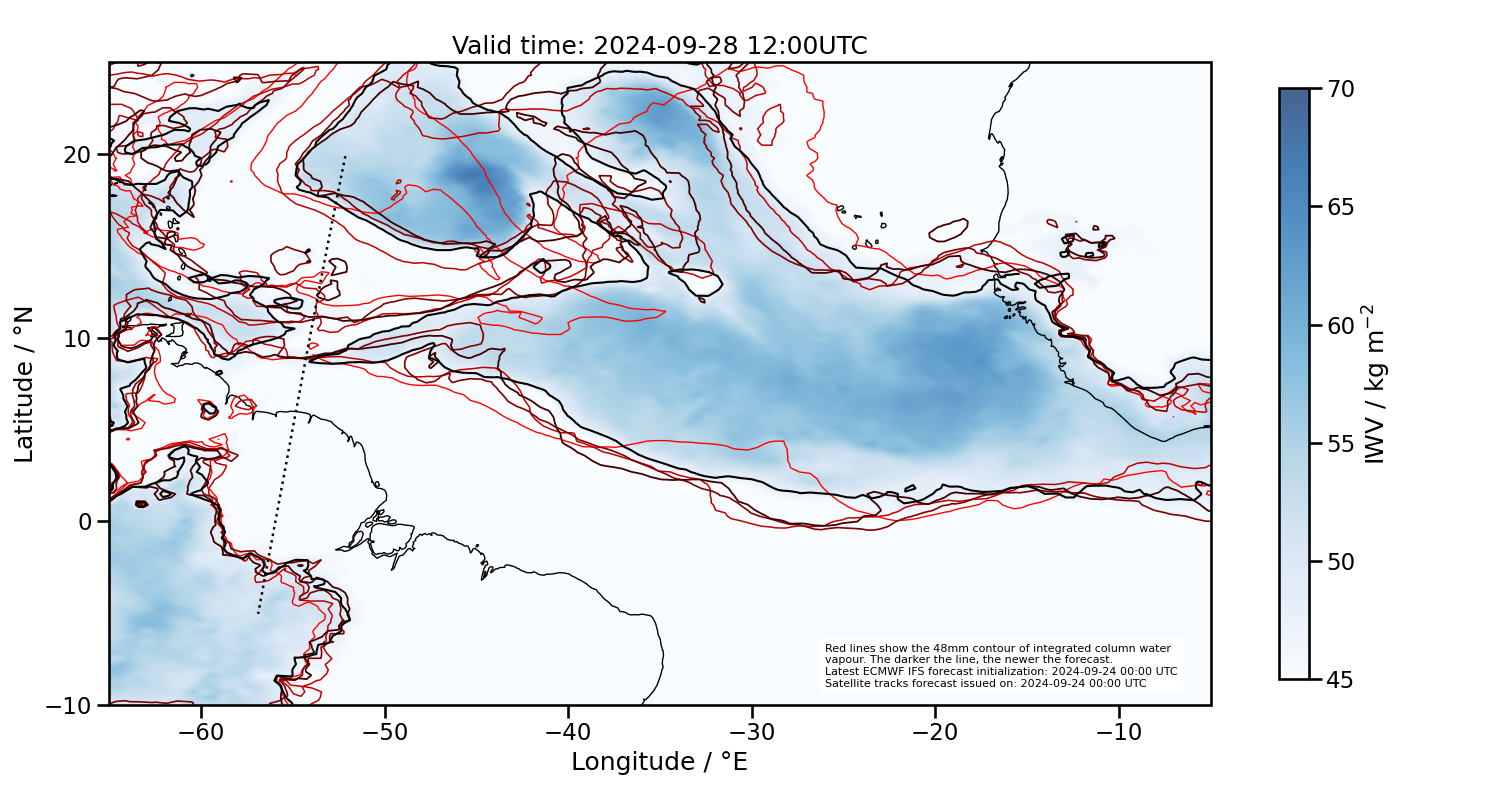 Valid time: 2024-09-28 12:00UTC
Latitude / °N
20
10
0
−10
−60
−50
−40
−30
−20
−10
Longitude / °E
Red lines show the 48mm contour of integrated column water
vapour. The darker the line, the newer the forecast.
Latest ECMWF IFS forecast initialization: 2024-09-24 00:00 UTC
Satellite tracks forecast issued on: 2024-09-24 00:00 UTC
70
65
60
55
50
45
IWV / kg m⁻²